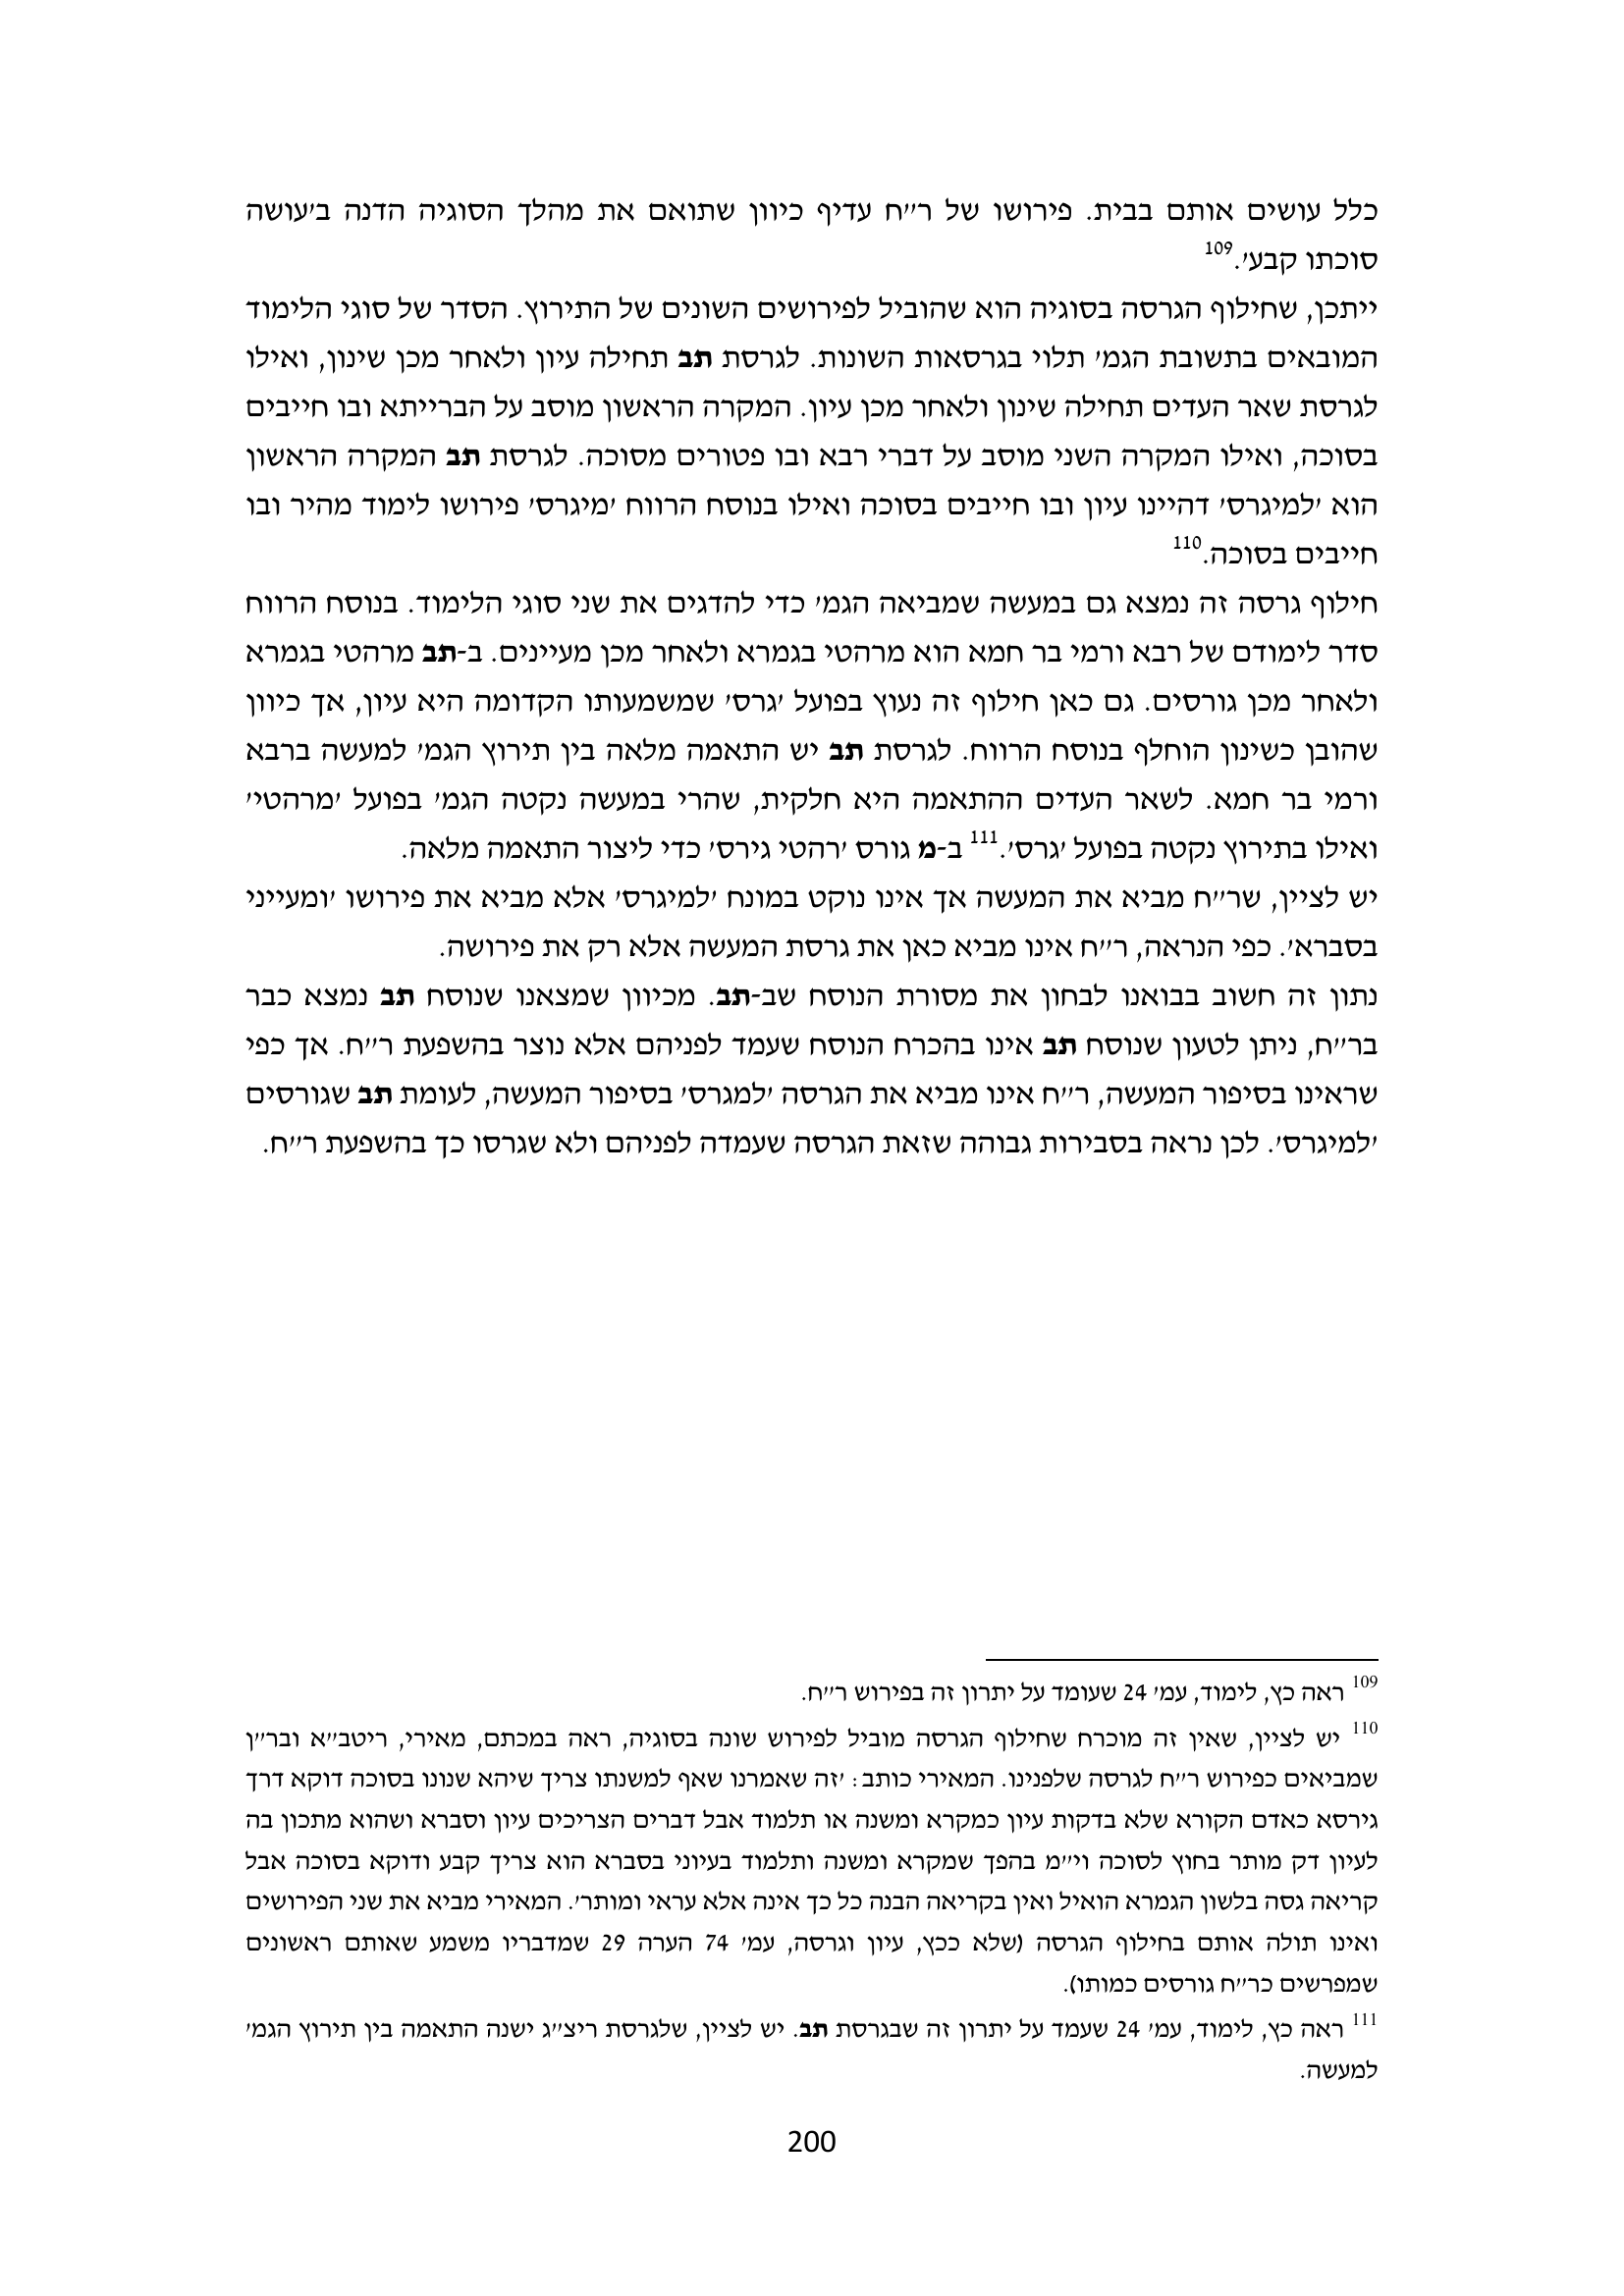 כלל עושים אותם בבית. פירושו של ר״ח עדיף כיוון שתואם את מהלך הסוגיה הדנה ב׳עושה
סוכתו קבע׳.109
ייתכן, שחילוף הגרסה בסוגיה הוא שהוביל לפירושים השונים של התירוץ. הסדר של סוגי הלימוד
המובאים בתשובת הגמ׳ תלוי בגרסאות השונות. לגרסת תב תחילה עיון ולאחר מכן שינון, ואילו
לגרסת שאר העדים תחילה שינון ולאחר מכן עיון. המקרה הראשון מוסב על הברייתא ובו חייבים
בסוכה, ואילו המקרה השני מוסב על דברי רבא ובו פטורים מסוכה. לגרסת תב המקרה הראשון
הוא ׳למיגרס׳ דהיינו עיון ובו חייבים בסוכה ואילו בנוסח הרווח ׳מיגרס׳ פירושו לימוד מהיר ובו
חייבים בסוכה.110
חילוף גרסה זה נמצא גם במעשה שמביאה הגמ׳ כדי להדגים את שני סוגי הלימוד. בנוסח הרווח
סדר לימודם של רבא ורמי בר חמא הוא מרהטי בגמרא ולאחר מכן מעיינים. ב-תב מרהטי בגמרא
ולאחר מכן גורסים. גם כאן חילוף זה נעוץ בפועל ׳גרס׳ שמשמעותו הקדומה היא עיון, אך כיוון
שהובן כשינון הוחלף בנוסח הרווח. לגרסת תב יש התאמה מלאה בין תירוץ הגמ׳ למעשה ברבא
ורמי בר חמא. לשאר העדים ההתאמה היא חלקית, שהרי במעשה נקטה הגמ׳ בפועל ׳מרהטי׳
ואילו בתירוץ נקטה בפועל ׳גרס׳.111 ב-מ גורס ׳רהטי גירס׳ כדי ליצור התאמה מלאה.
יש לציין, שר״ח מביא את המעשה אך אינו נוקט במונח ׳למיגרס׳ אלא מביא את פירושו ׳ומעייני
בסברא׳. כפי הנראה, ר״ח אינו מביא כאן את גרסת המעשה אלא רק את פירושה.
נתון זה חשוב בבואנו לבחון את מסורת הנוסח שב-תב. מכיוון שמצאנו שנוסח תב נמצא כבר
בר״ח, ניתן לטעון שנוסח תב אינו בהכרח הנוסח שעמד לפניהם אלא נוצר בהשפעת ר״ח. אך כפי
שראינו בסיפור המעשה, ר״ח אינו מביא את הגרסה ׳למגרס׳ בסיפור המעשה, לעומת תב שגורסים
׳למיגרס׳. לכן נראה בסבירות גבוהה שזאת הגרסה שעמדה לפניהם ולא שגרסו כך בהשפעת ר״ח.
109 ראה כץ, לימוד, עמ׳ 24 שעומד על יתרון זה בפירוש ר״ח.
110 יש לציין, שאין זה מוכרח שחילוף הגרסה מוביל לפירוש שונה בסוגיה, ראה במכתם, מאירי, ריטב״א ובר״ן
שמביאים כפירוש ר״ח לגרסה שלפנינו. המאירי כותב: ׳זה שאמרנו שאף למשנתו צריך שיהא שנונו בסוכה דוקא דרך
גירסא כאדם הקורא שלא בדקות עיון כמקרא ומשנה או תלמוד אבל דברים הצריכים עיון וסברא ושהוא מתכון בה
לעיון דק מותר בחוץ לסוכה וי״מ בהפך שמקרא ומשנה ותלמוד בעיוני בסברא הוא צריך קבע ודוקא בסוכה אבל
קריאה גסה בלשון הגמרא הואיל ואין בקריאה הבנה כל כך אינה אלא עראי ומותר׳. המאירי מביא את שני הפירושים
ואינו תולה אותם בחילוף הגרסה (שלא ככץ, עיון וגרסה, עמ׳ 74 הערה 29 שמדבריו משמע שאותם ראשונים
שמפרשים כר״ח גורסים כמותו).
111 ראה כץ, לימוד, עמ׳ 24 שעמד על יתרון זה שבגרסת תב. יש לציין, שלגרסת ריצ״ג ישנה התאמה בין תירוץ הגמ׳
למעשה.
200